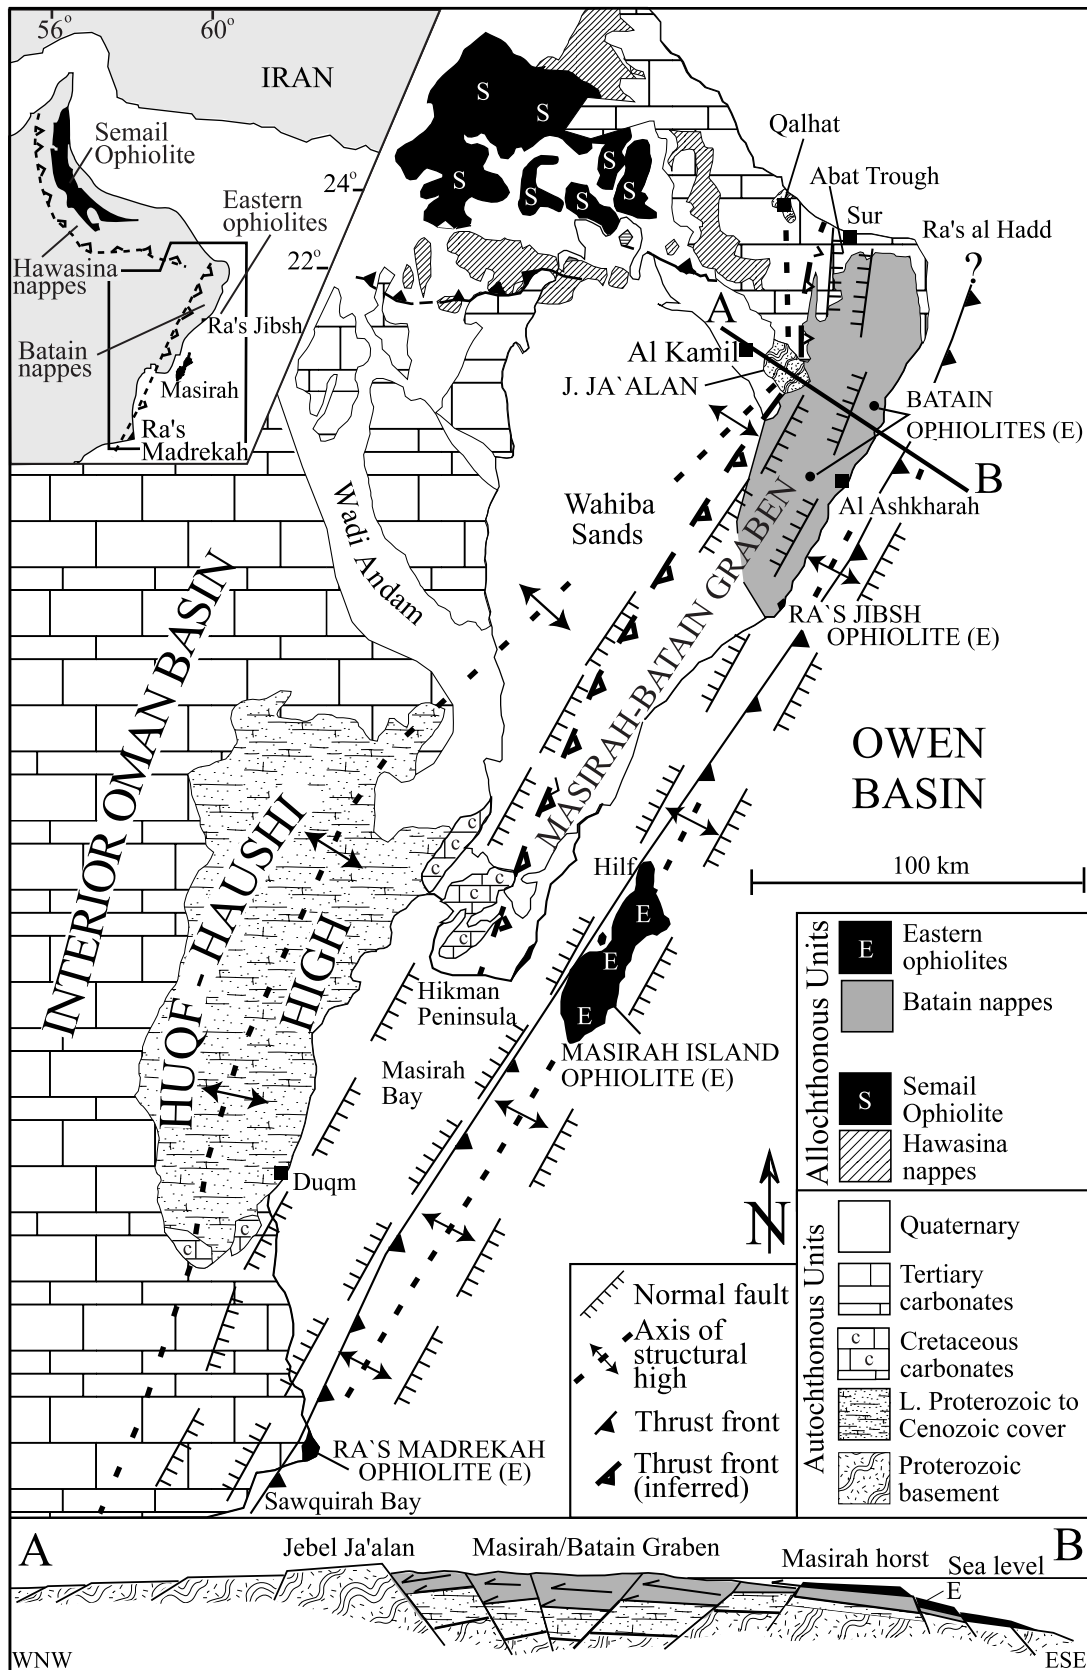 56°
60°
IRAN
Semail
Ophiolite
24°
Eastern
ophiolites
22°
Hawasina
nappes
Ra's Jibsh
Batain
nappes
Masirah
Ra's
Madrekah
S
S
S
S
S
S
S
Qalhat
Abat Trough
Sur
Ra's al Hadd
?
A
Al Kamil
J. JA`ALAN
BATAIN
OPHIOLITES (E)
B
Al Ashkharah
Wahiba
Sands
Wadi Andam
RA`S JIBSH
OPHIOLITE (E)
MASIRAH-BATAIN GRABEN
INTERIOR OMAN BASIN
HUQF - HAUSHI
HIGH
OWEN
BASIN
100 km
Hilf
c
c
c
c
c
E
E
E
Hikman
Peninsula
Masirah
Bay
MASIRAH ISLAND
OPHIOLITE (E)
Duqm
c
c
N
RA`S MADREKAH
OPHIOLITE (E)
Sawquirah Bay
Normal fault
Axis of
structural
high
Thrust front
Thrust front
(inferred)
Allochthonous Units
E
Eastern
ophiolites
Batain nappes
S
Semail
Ophiolite
Hawasina
nappes
Autochthonous Units
Quaternary
Tertiary
carbonates
c
c
Cretaceous
carbonates
L. Proterozoic to
Cenozoic cover
Proterozoic
basement
A
Jebel Ja'alan
Masirah/Batain Graben
Masirah horst
Sea level
B
E
WNW
ESE